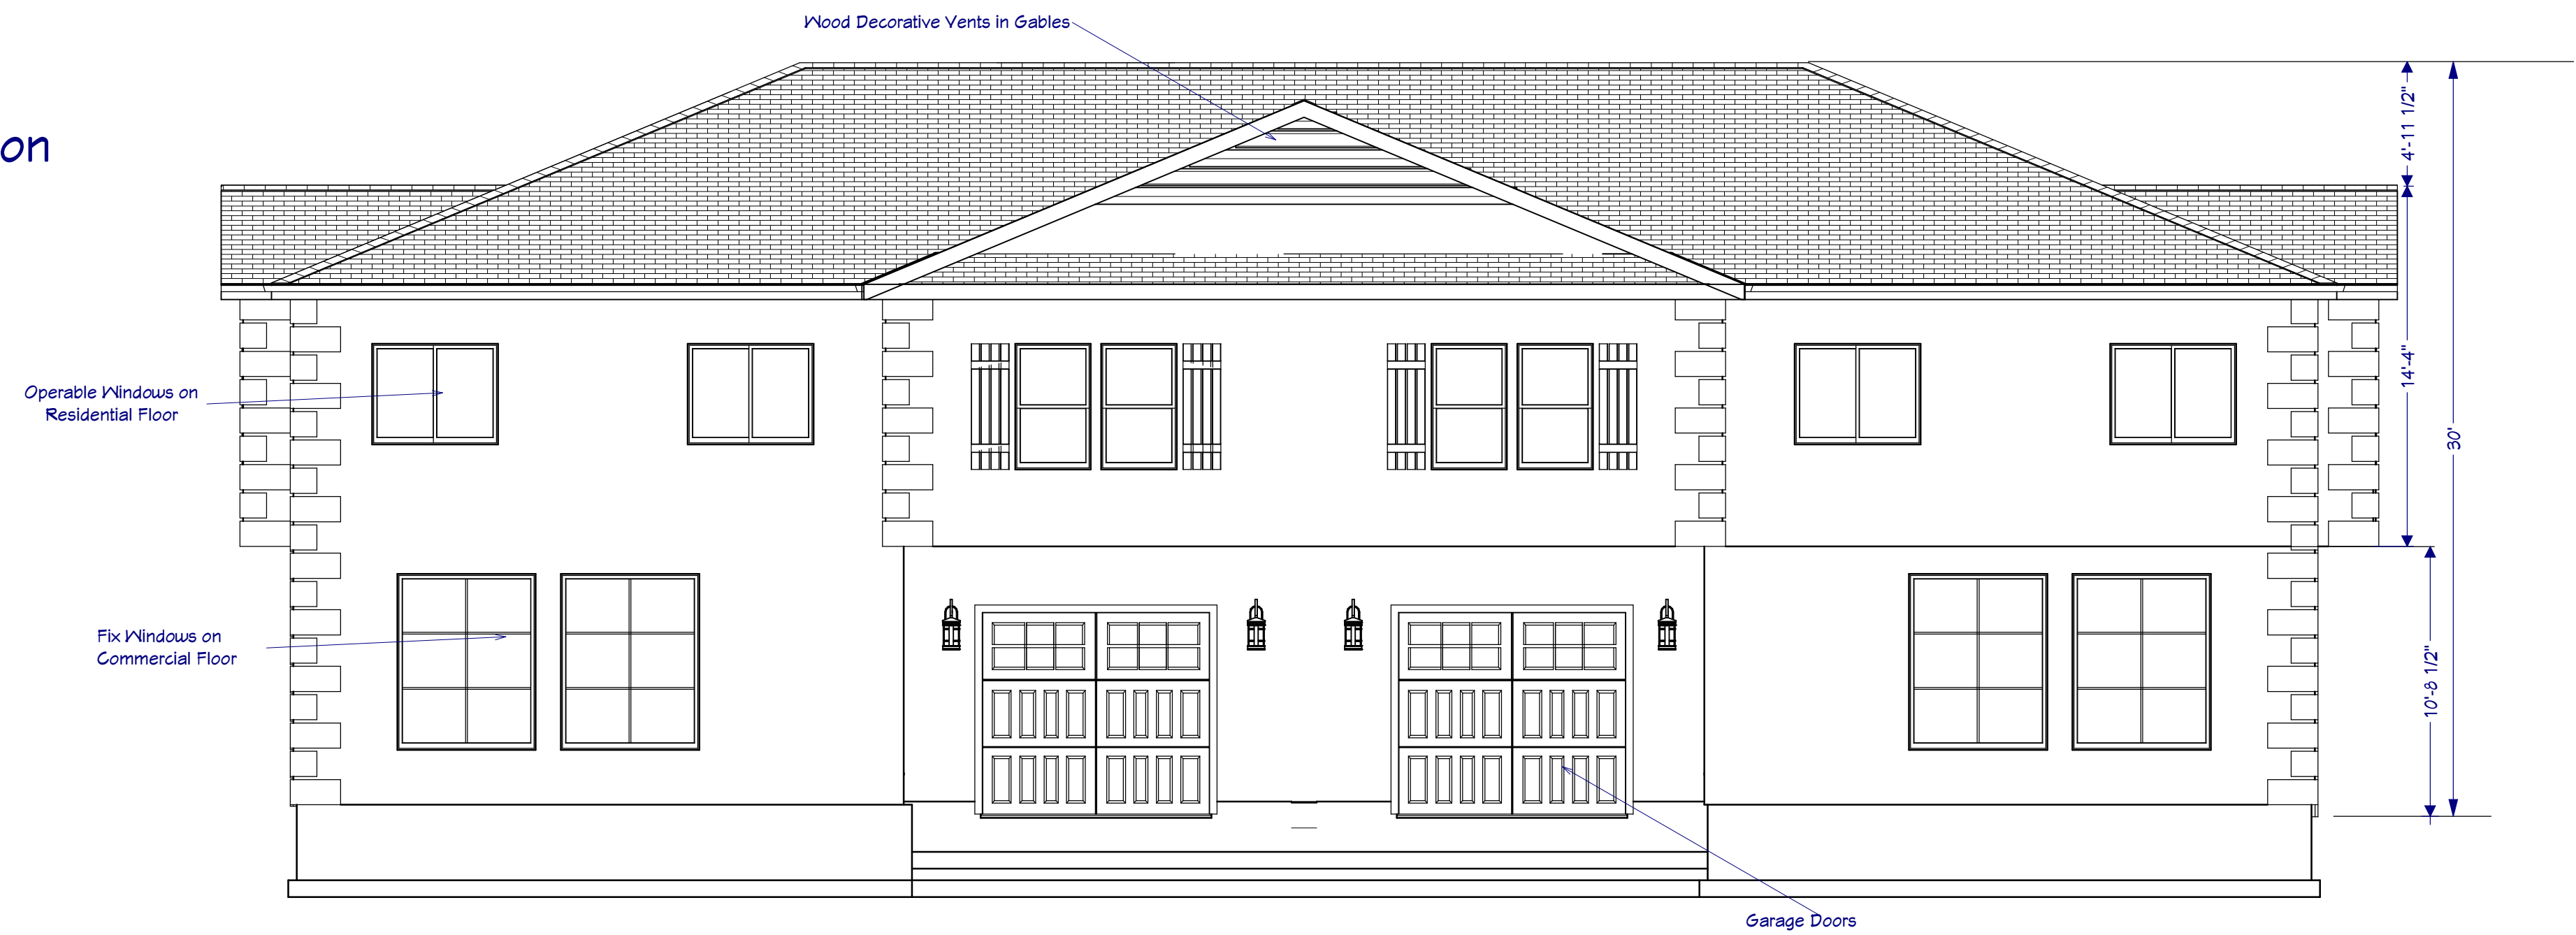 Wood Decorative Vents in Gables
on
4'-11 1/2"
14'-4"
30'
Operable Windows on
Residential Floor
Fix Windows on
Commercial Floor
10'-8 1/2"
Garage Doors